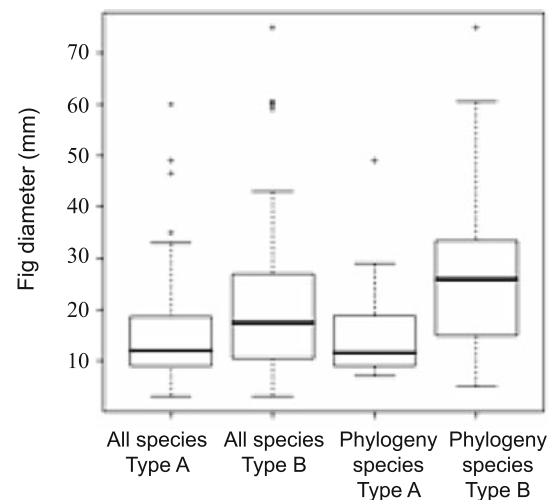 Fig diameter (mm)
70
60
50
40
30
20
10
All species
Type A
All species
Type B
Phylogeny
species
Type A
Phylogeny
species
Type B